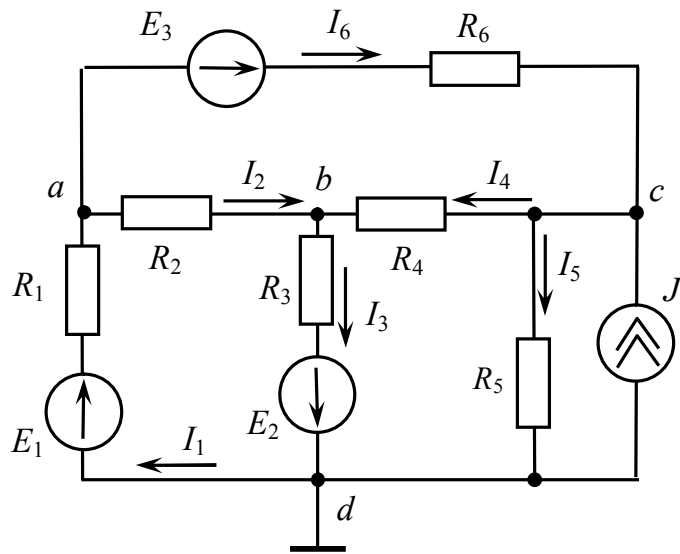 E₃
I₆
R₆
a
I₂
b
I₄
c
R₂
R₄
R₁
R₃
I₃
I₅
J
E₁
E₂
R₅
I₁
d